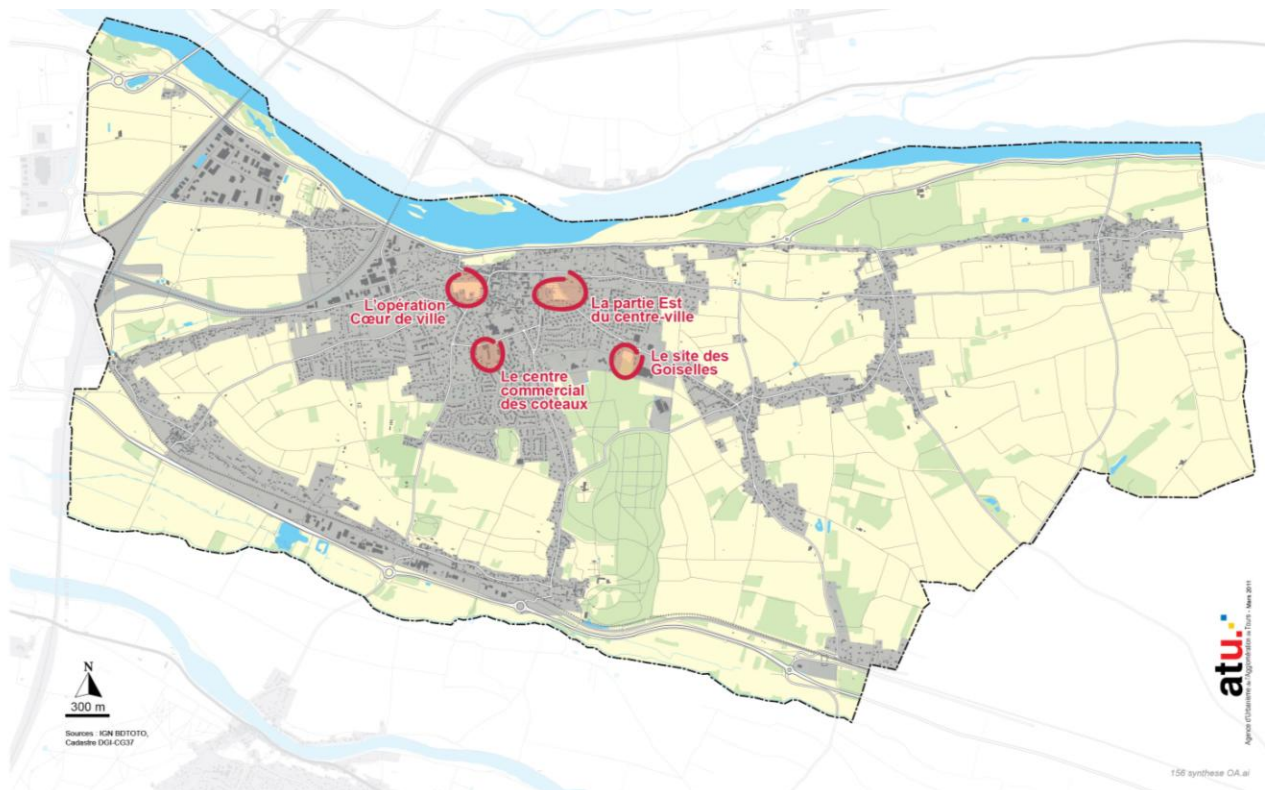 L'opération
Cœur de ville
La partie Est
du centre-ville
Le centre
commercial
des coteaux
Le site des
Goiselles
N
300 m
Sources : IGN BDTOTO,
Cadastre DGI-CG37
atu.
Agence d'Urbanisme de l'Agglomération de Tours - Mars 2011
156 synthese OA.ai